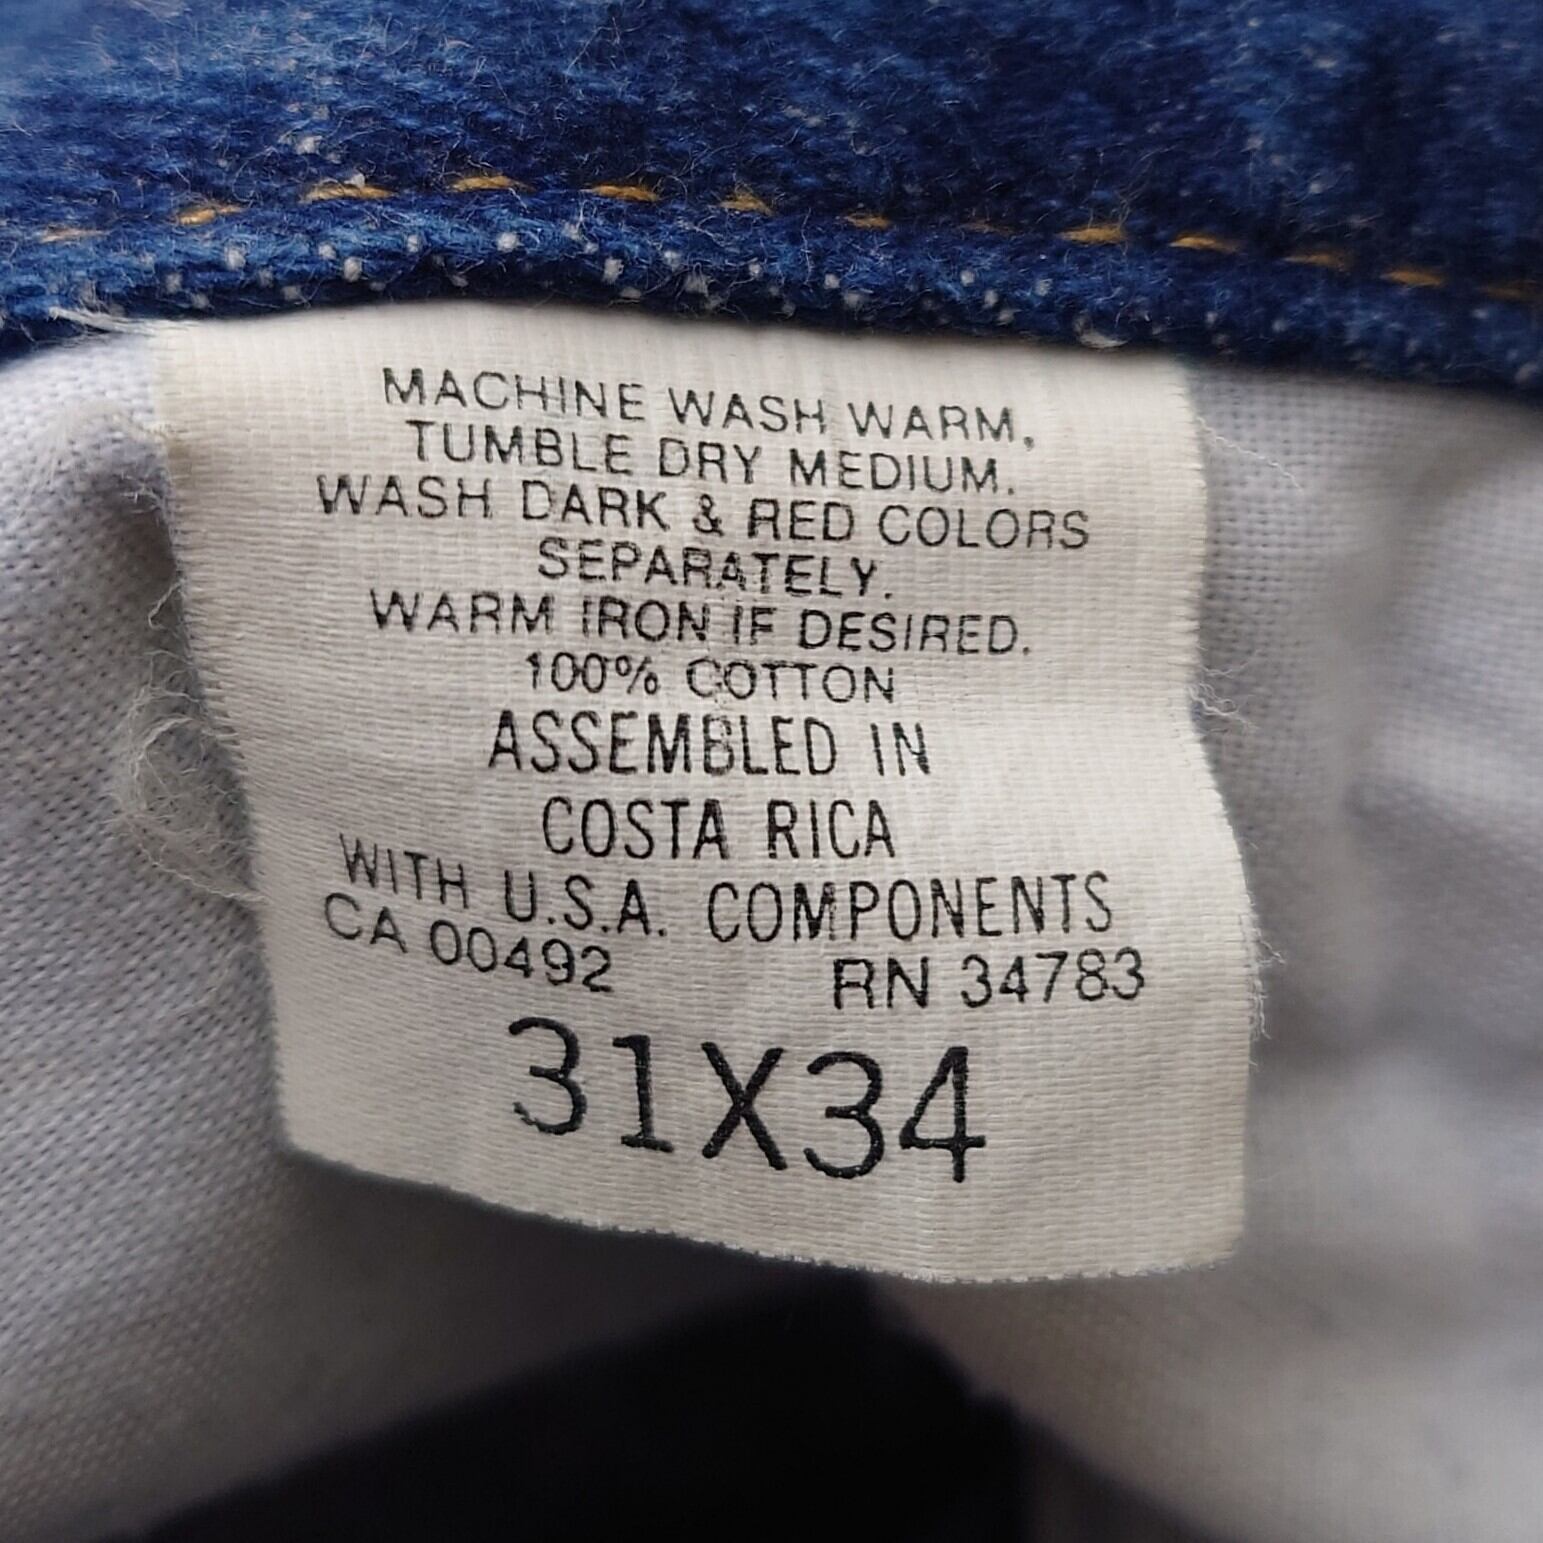 MACHINE WASH WARM,
TUMBLE DRY MEDIUM.
WASH DARK & RED COLORS
SEPARATELY.
WARM IRON IF DESIRED.
100% COTTON
ASSEMBLED IN
COSTA RICA
WITH U.S.A. COMPONENTS
CA 00492 RN 34783
31X34